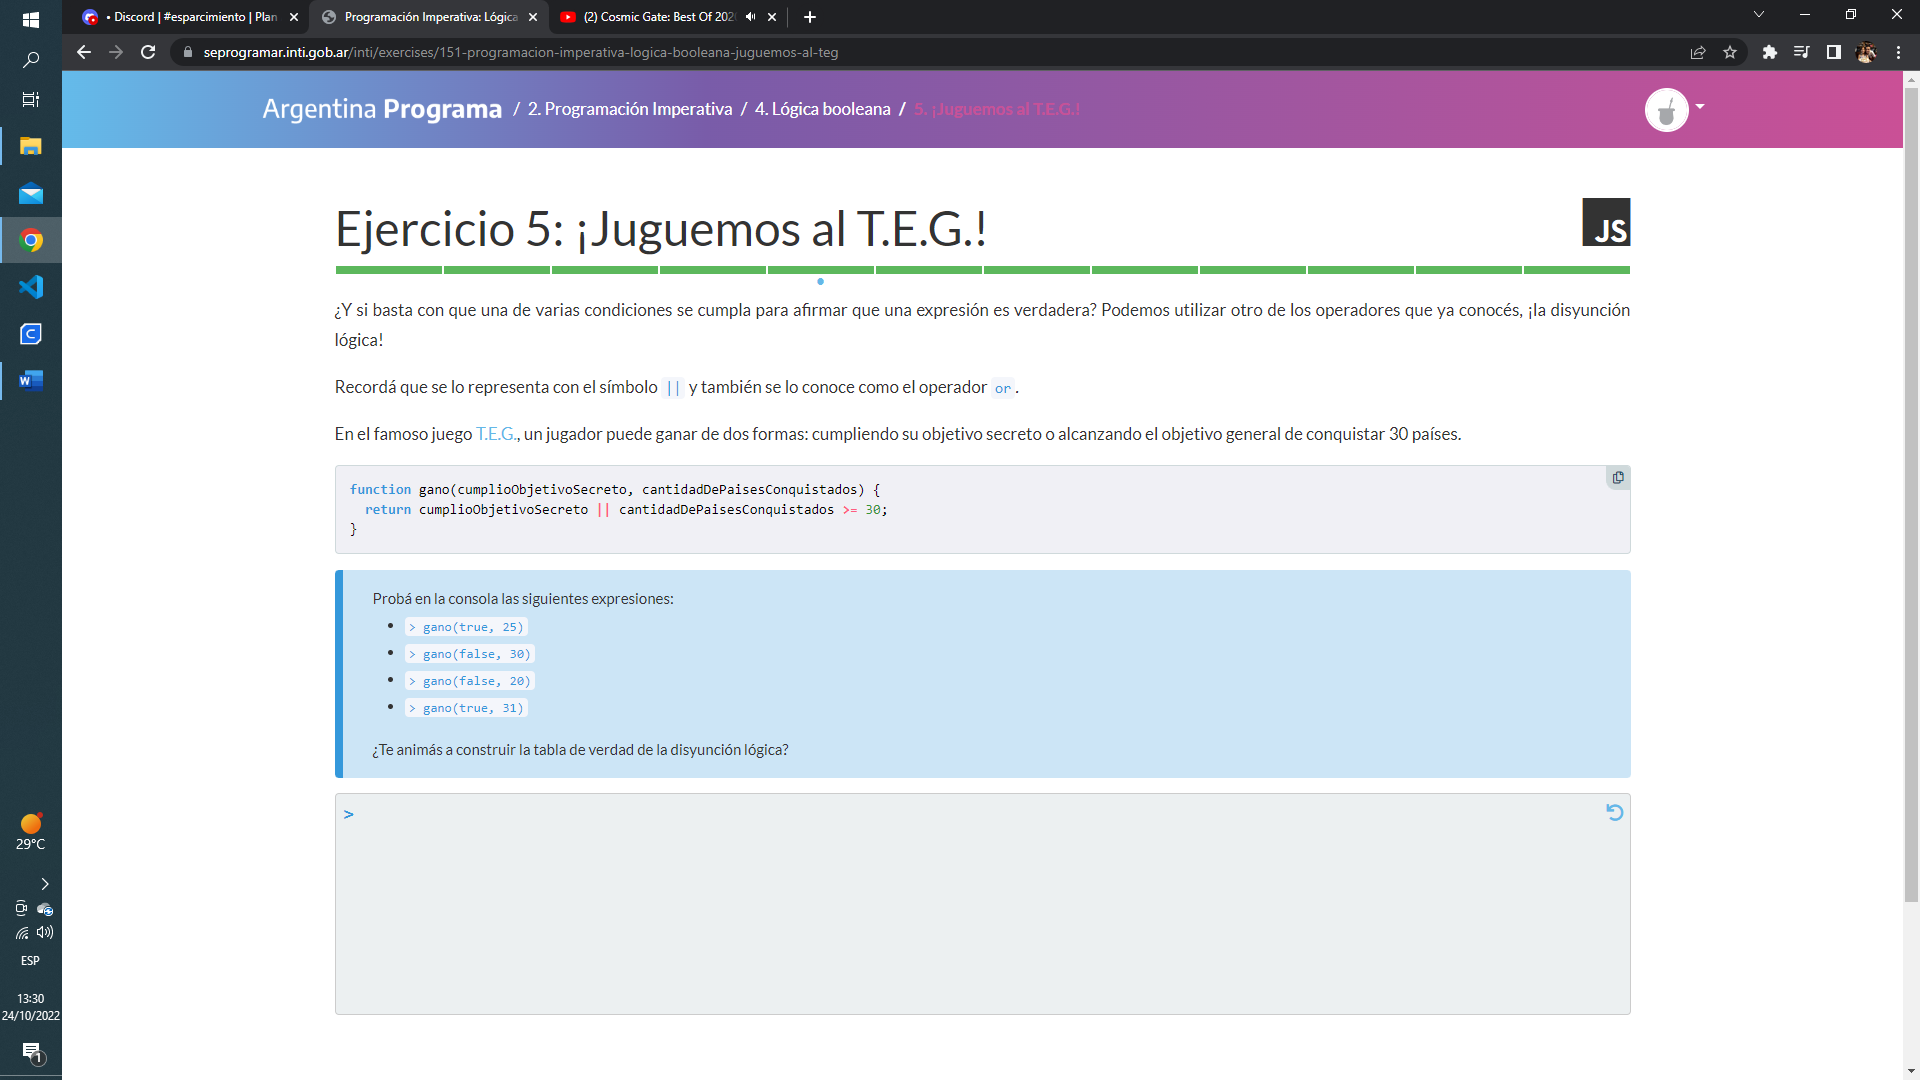 • Discord | #esparcimiento | Plan
Programación Imperativa: Lógica
(2) Cosmic Gate: Best Of 202
seprogramar.inti.gob.ar/inti/exercises/151-programacion-imperativa-logica-booleana-juguemos-al-teg
Argentina Programa / 2. Programación Imperativa / 4. Lógica booleana / 5. ¡Juguemos al T.E.G.!
Ejercicio 5: ¡Juguemos al T.E.G.!
JS
¿Y si basta con que una de varias condiciones se cumpla para afirmar que una expresión es verdadera? Podemos utilizar otro de los operadores que ya conocés, ¡la disyunción
lógica!
Recordá que se lo representa con el símbolo || y también se lo conoce como el operador or.
En el famoso juego T.E.G., un jugador puede ganar de dos formas: cumpliendo su objetivo secreto o alcanzando el objetivo general de conquistar 30 países.
function gano(cumplioObjetivoSecreto, cantidadDePaisesConquistados) {
return cumplioObjetivoSecreto || cantidadDePaisesConquistados >= 30;
}
Probá en la consola las siguientes expresiones:
> gano(true, 25)
> gano(false, 30)
> gano(false, 20)
> gano(true, 31)
¿Te animás a construir la tabla de verdad de la disyunción lógica?
>
29°C
ESP
13:30
24/10/2022
1